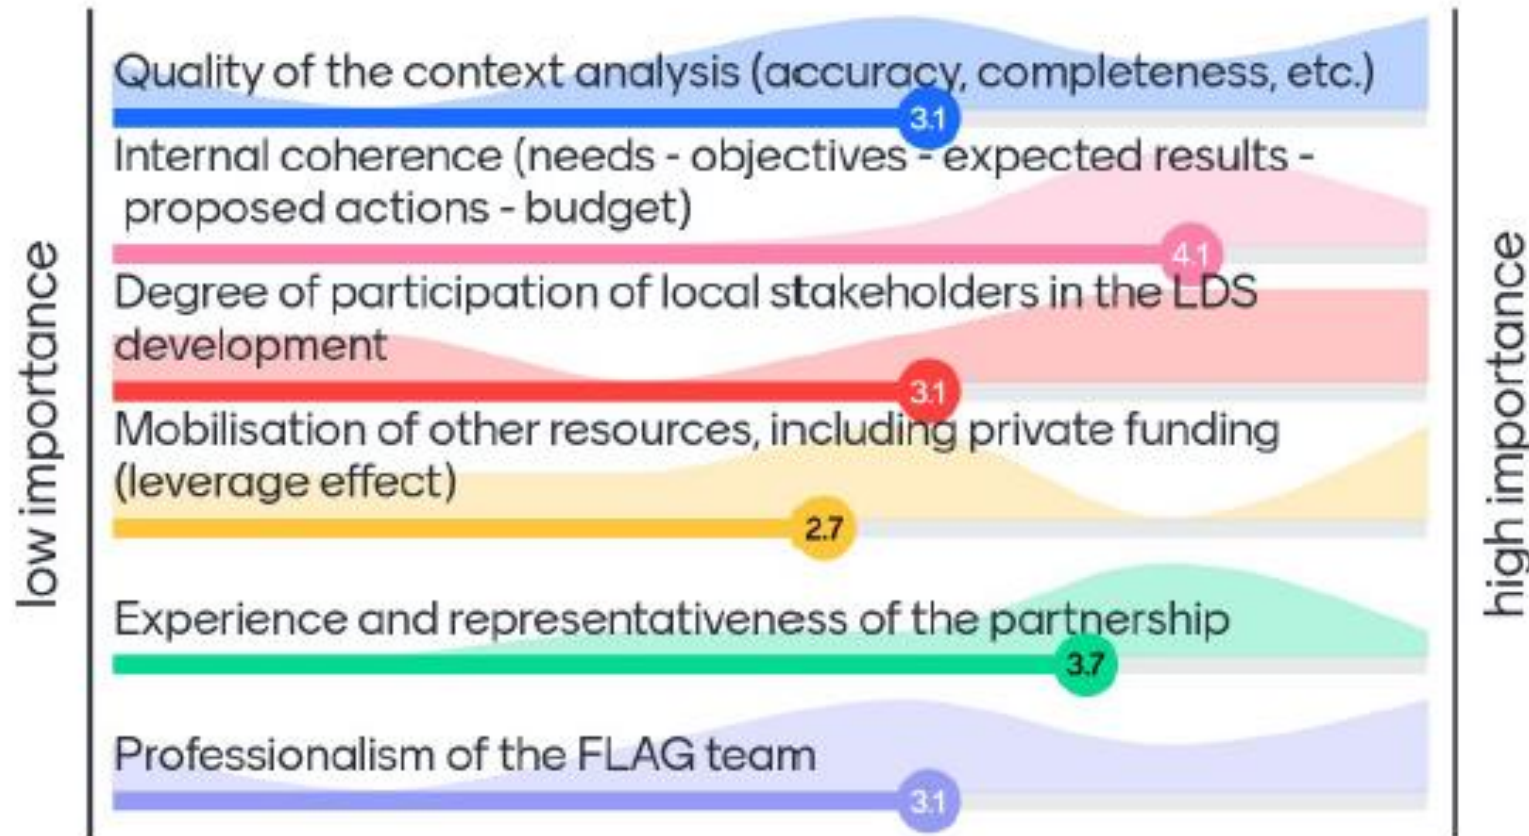 Quality of the context analysis (accuracy, completeness, etc.)
3.1
Internal coherence (needs - objectives - expected results -
proposed actions - budget)
4.1
Degree of participation of local stakeholders in the LDS
development
3.1
Mobilisation of other resources, including private funding
(leverage effect)
2.7
Experience and representativeness of the partnership
3.7
Professionalism of the FLAG team
3.1
low importance
high importance